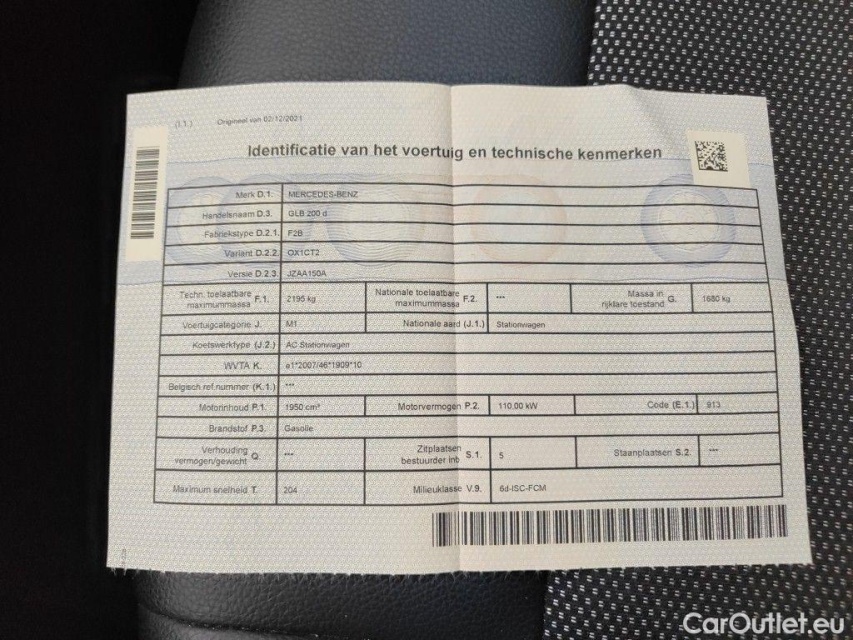 (I.1.) Origineel van 02/12/2021
Identificatie van het voertuig en technische kenmerken
Merk D.1. MERCEDES-BENZ
Handelsnaam D.3. GLB 200 d
Fabriekstype D.2.1. F2B
Variant D.2.2. OX1CT2
Versie D.2.3. JZAA150A
Techn. toelaatbare maximummassa F.1. 2195 kg Nationale toelaatbare maximummassa F.2. --- Massa in rijklare toestand G. 1680 kg
Voertuigcategorie J. M1 Nationale aard (J.1.) Stationwagen
Koetswerktype (J.2.) AC Stationwagen
WVTA K. e1*2007/46*1909*10
Belgisch ref.nummer (K.1.) ---
Motorinhoud P.1. 1950 cm³ Motorvermogen P.2. 110.00 kW Code (E.1.) 913
Brandstof P.3. Gasolie
Verhouding vermogen/gewicht Q. --- Zitplaatsen bestuurder inb. S.1. 5 Staanplaatsen S.2. ---
Maximum snelheid T. 204 Milieuklasse V.9. 6d-ISC-FCM
CarOutlet.eu